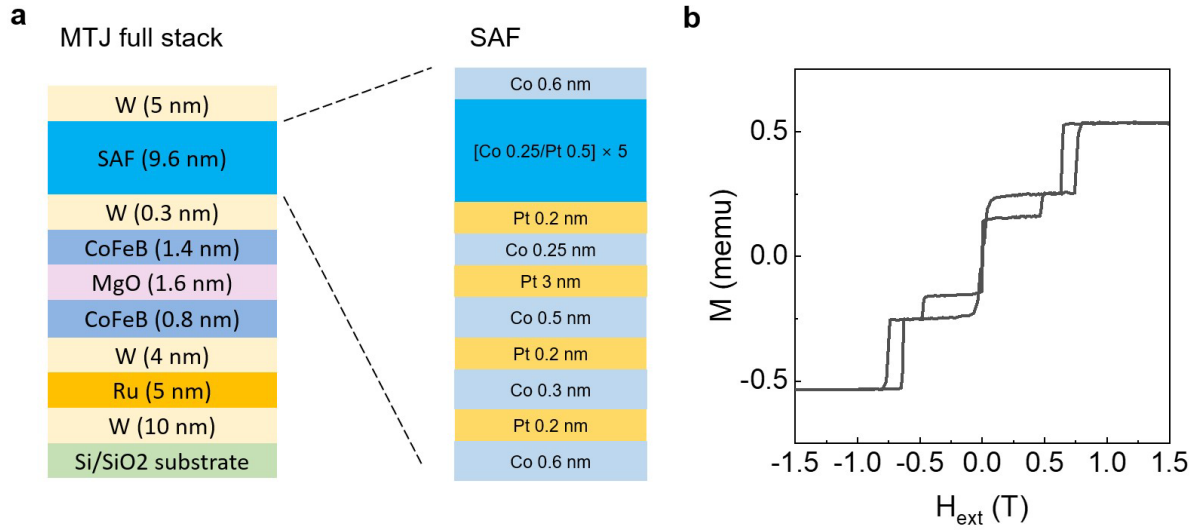 a
MTJ full stack
W (5 nm)
SAF (9.6 nm)
W (0.3 nm)
CoFeB (1.4 nm)
MgO (1.6 nm)
CoFeB (0.8 nm)
W (4 nm)
Ru (5 nm)
W (10 nm)
Si/SiO2 substrate
SAF
Co 0.6 nm
[Co 0.25/Pt 0.5] × 5
Pt 0.2 nm
Co 0.25 nm
Pt 3 nm
Co 0.5 nm
Pt 0.2 nm
Co 0.3 nm
Pt 0.2 nm
Co 0.6 nm
b
M (memu)
0.5
0.0
-0.5
-1.5 -1.0 -0.5 0.0 0.5 1.0 1.5
Hext (T)